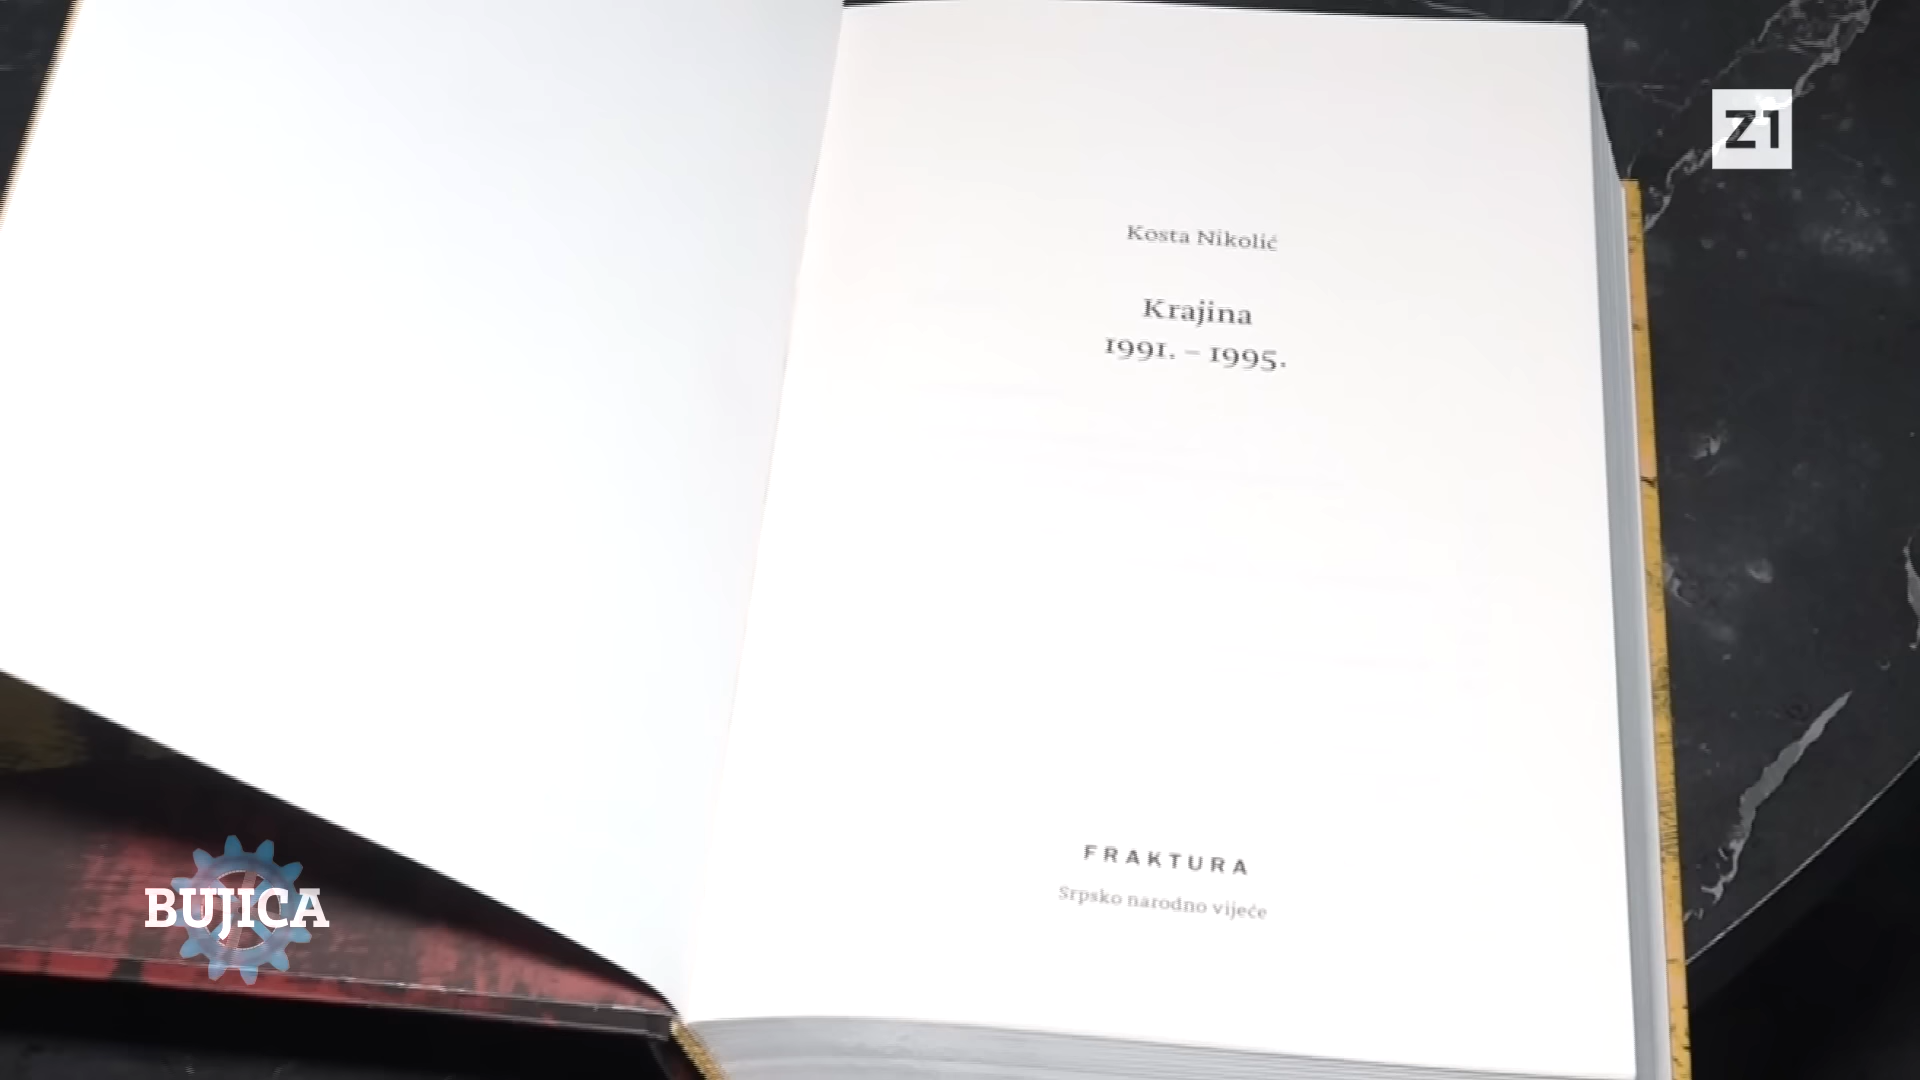 Z1
Kosta Nikolić
Krajina
1991. – 1995.
FRAKTURA
Srpsko narodno vijeće
BUJICA